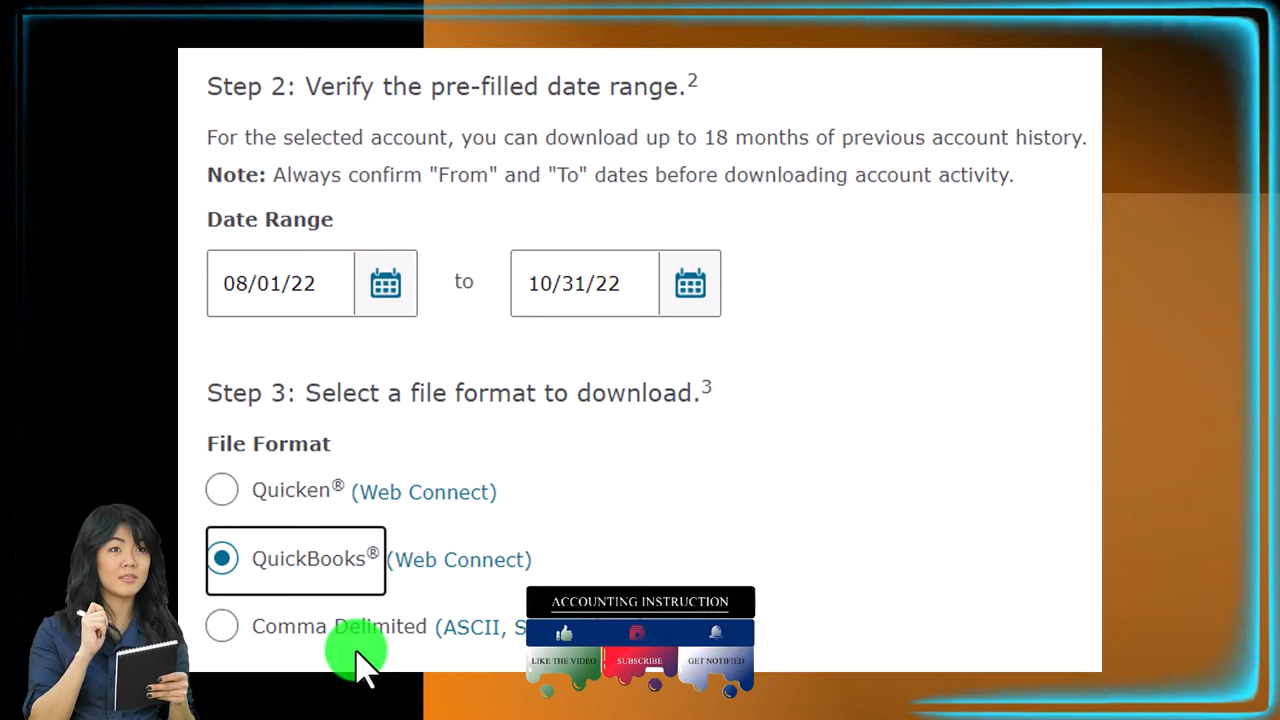 Step 2: Verify the pre-filled date range.2
For the selected account, you can download up to 18 months of previous account history.
Note: Always confirm "From" and "To" dates before downloading account activity.
Date Range
08/01/22 to 10/31/22
Step 3: Select a file format to download.3
File Format
Quicken® (Web Connect)
QuickBooks® (Web Connect)
Comma Delimited (ASCII, S
ACCOUNTING INSTRUCTION
LIKE THE VIDEO SUBSCRIBE GET NOTIFIED